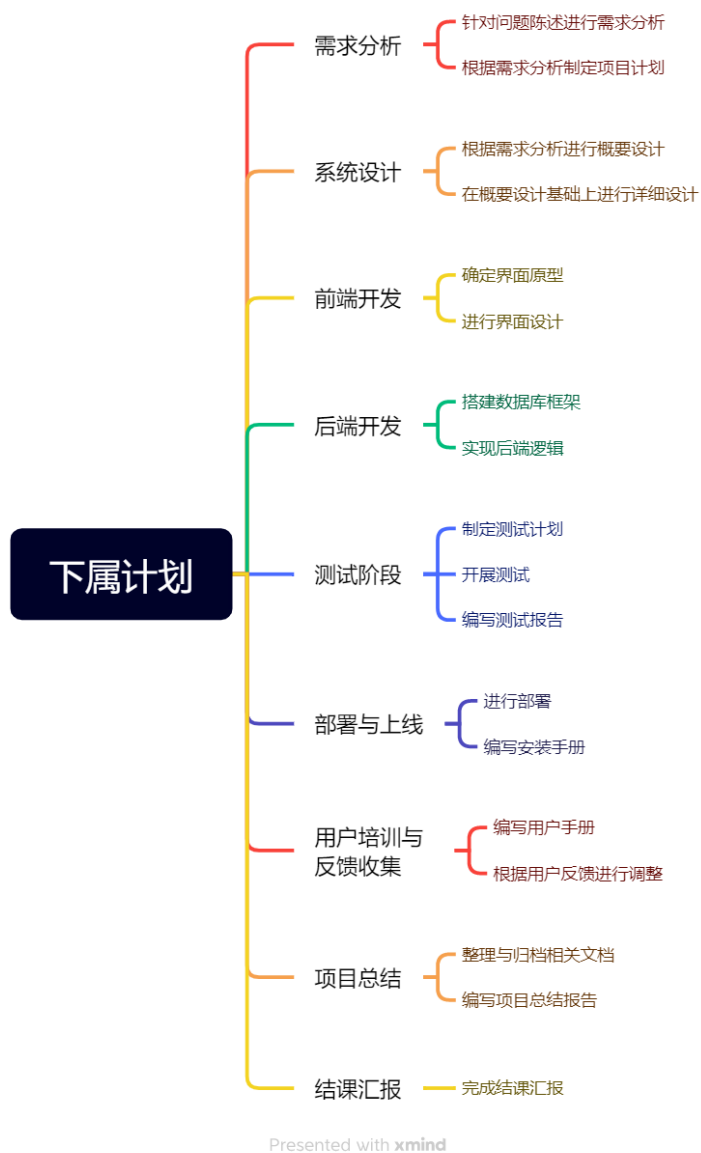 下属计划
需求分析
针对问题陈述进行需求分析
根据需求分析制定项目计划
系统设计
根据需求分析进行概要设计
在概要设计基础上进行详细设计
前端开发
确定界面原型
进行界面设计
后端开发
搭建数据库框架
实现后端逻辑
测试阶段
制定测试计划
开展测试
编写测试报告
部署与上线
进行部署
编写安装手册
用户培训与
反馈收集
编写用户手册
根据用户反馈进行调整
项目总结
整理与归档相关文档
编写项目总结报告
结课汇报
完成结课汇报
Presented with xmind